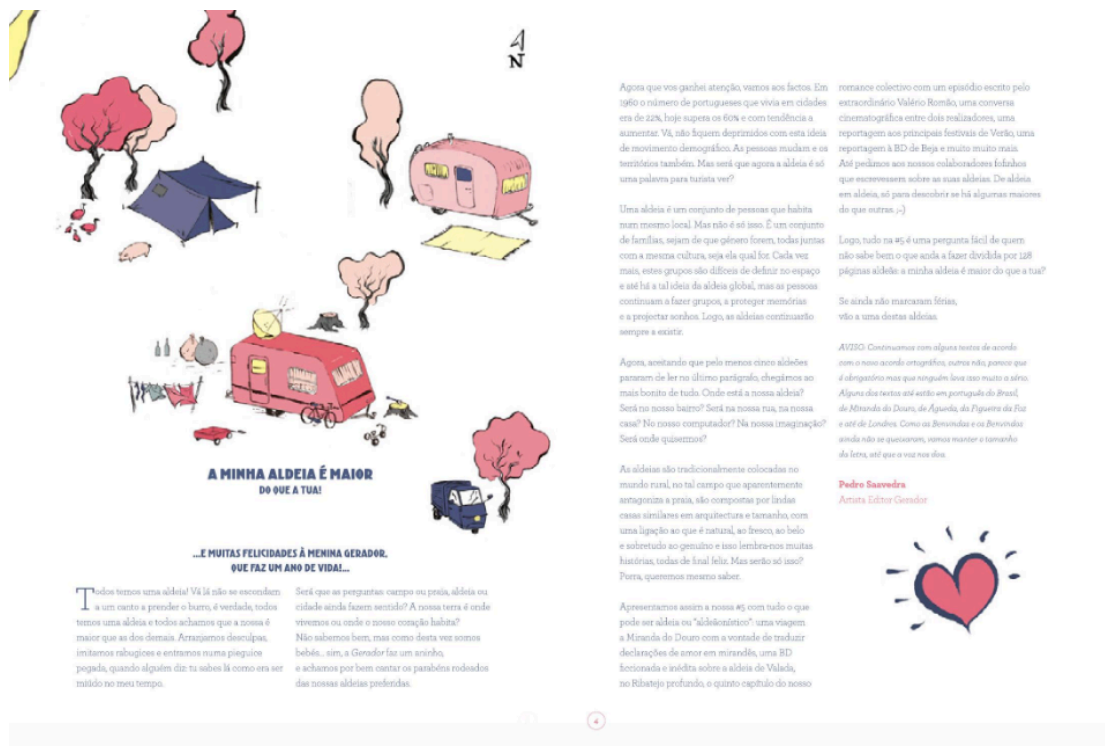 A MINHA ALDEIA É MAIOR
DO QUE A TUA!
...E MUITAS FELICIDADES À MENINA GERADOR,
QUE FAZ UM ANO DE VIDA!...
Todos temos uma aldeia! Vá lá não se escondam
a um canto a prender o burro, é verdade, todos
temos uma aldeia e todos achamos que a nossa é
maior que as dos demais. Arranjamos desculpas,
imitamos rabugices e entramos numa pieguice
pegada, quando alguém diz: tu sabes lá como era ser
miúdo no meu tempo.
Será que as perguntas: campo ou praia, aldeia ou
cidade ainda fazem sentido? A nossa terra é onde
vivemos ou onde o nosso coração habita?
Não sabemos bem, mas como desta vez somos
bebés... sim, a Gerador faz um aninho,
e achamos por bem cantar os parabéns rodeados
das nossas aldeias preferidas.
Agora que vos ganhei atenção, vamos aos factos. Em
1960 o número de portugueses que vivia em cidades
era de 22%, hoje supera os 60% e com tendência a
aumentar. Vá, não fiquem deprimidos com esta ideia
de movimento demográfico. As pessoas mudam e os
territórios também. Mas será que agora a aldeia é só
uma palavra para turista ver?
Uma aldeia é um conjunto de pessoas que habita
num mesmo local. Mas não é só isso. É um conjunto
de famílias, sejam de que género forem, todas juntas
com a mesma cultura, seja ela qual for. Cada vez
mais, estes grupos são difíceis de definir no espaço
e até há a tal ideia da aldeia global, mas as pessoas
continuam a fazer grupos, a proteger memórias
e a projectar sonhos. Logo, as aldeias continuarão
sempre a existir.
Agora, aceitando que pelo menos cinco aldeões
pararam de ler no último parágrafo, chegámos ao
mais bonito de tudo. Onde está a nossa aldeia?
Será no nosso bairro? Será na nossa rua, na nossa
casa? No nosso computador? Na nossa imaginação?
Será onde quisermos?
As aldeias são tradicionalmente colocadas no
mundo rural, no tal campo que aparentemente
antagoniza a praia, são compostas por lindas
casas similares em arquitectura e tamanho, com
uma ligação ao que é natural, ao fresco, ao belo
e sobretudo ao genuíno e isso lembra-nos muitas
histórias, todas de final feliz. Mas serão só isso?
Porra, queremos mesmo saber.
Apresentamos assim a nossa #5 com tudo o que
pode ser aldeia ou "aldeãonístico": uma viagem
a Miranda do Douro com a vontade de traduzir
declarações de amor em mirandês, uma BD
ficcionada e inédita sobre a aldeia de Valada,
no Ribatejo profundo, o quinto capítulo do nosso
romance colectivo com um episódio escrito pelo
extraordinário Valério Romão, uma conversa
cinematográfica entre dois realizadores, uma
reportagem aos principais festivais de Verão, uma
reportagem à BD de Beja e muito muito mais.
Até pedimos aos nossos colaboradores fofinhos
que escrevessem sobre as suas aldeias. De aldeia
em aldeia, só para descobrir se há algumas maiores
do que outras. ;-)
Logo, tudo na #5 é uma pergunta fácil de quem
não sabe bem o que anda a fazer dividida por 128
páginas aldeãs: a minha aldeia é maior do que a tua?
Se ainda não marcaram férias,
vão a uma destas aldeias.
AVISO: Continuamos com alguns textos de acordo
com o novo acordo ortográfico, outros não, parece que
é obrigatório mas que ninguém leva isso muito a sério.
Alguns dos textos até estão em português do Brasil,
de Miranda do Douro, de Águeda, da Figueira da Foz
e até de Londres. Como as Benvindas e os Benvindos
ainda não se queixaram, vamos manter o tamanho
da letra, até que a voz nos doa.
Pedro Saavedra
Artista Editor Gerador
4